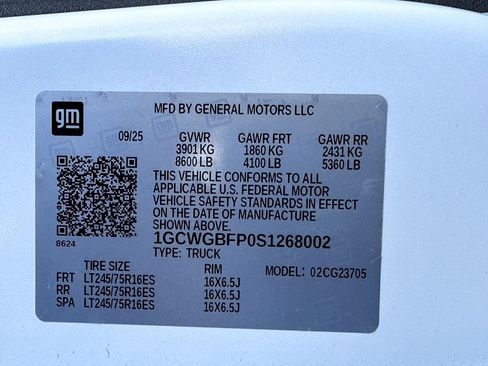 gm
MFD BY GENERAL MOTORS LLC
09/25 GVWR GAWR FRT GAWR RR
3901 KG 1860 KG 2431 KG
8600 LB 4100 LB 5360 LB
THIS VEHICLE CONFORMS TO ALL
APPLICABLE U.S. FEDERAL MOTOR
VEHICLE SAFETY STANDARDS IN EFFECT
ON THE DATE OF MANUFACTURE
SHOWN ABOVE.
8624 1GCWGBFP0S1268002
TYPE: TRUCK
TIRE SIZE RIM MODEL: 02CG23705
FRT LT245/75R16ES 16X6.5J
RR LT245/75R16ES 16X6.5J
SPA LT245/75R16ES 16X6.5J